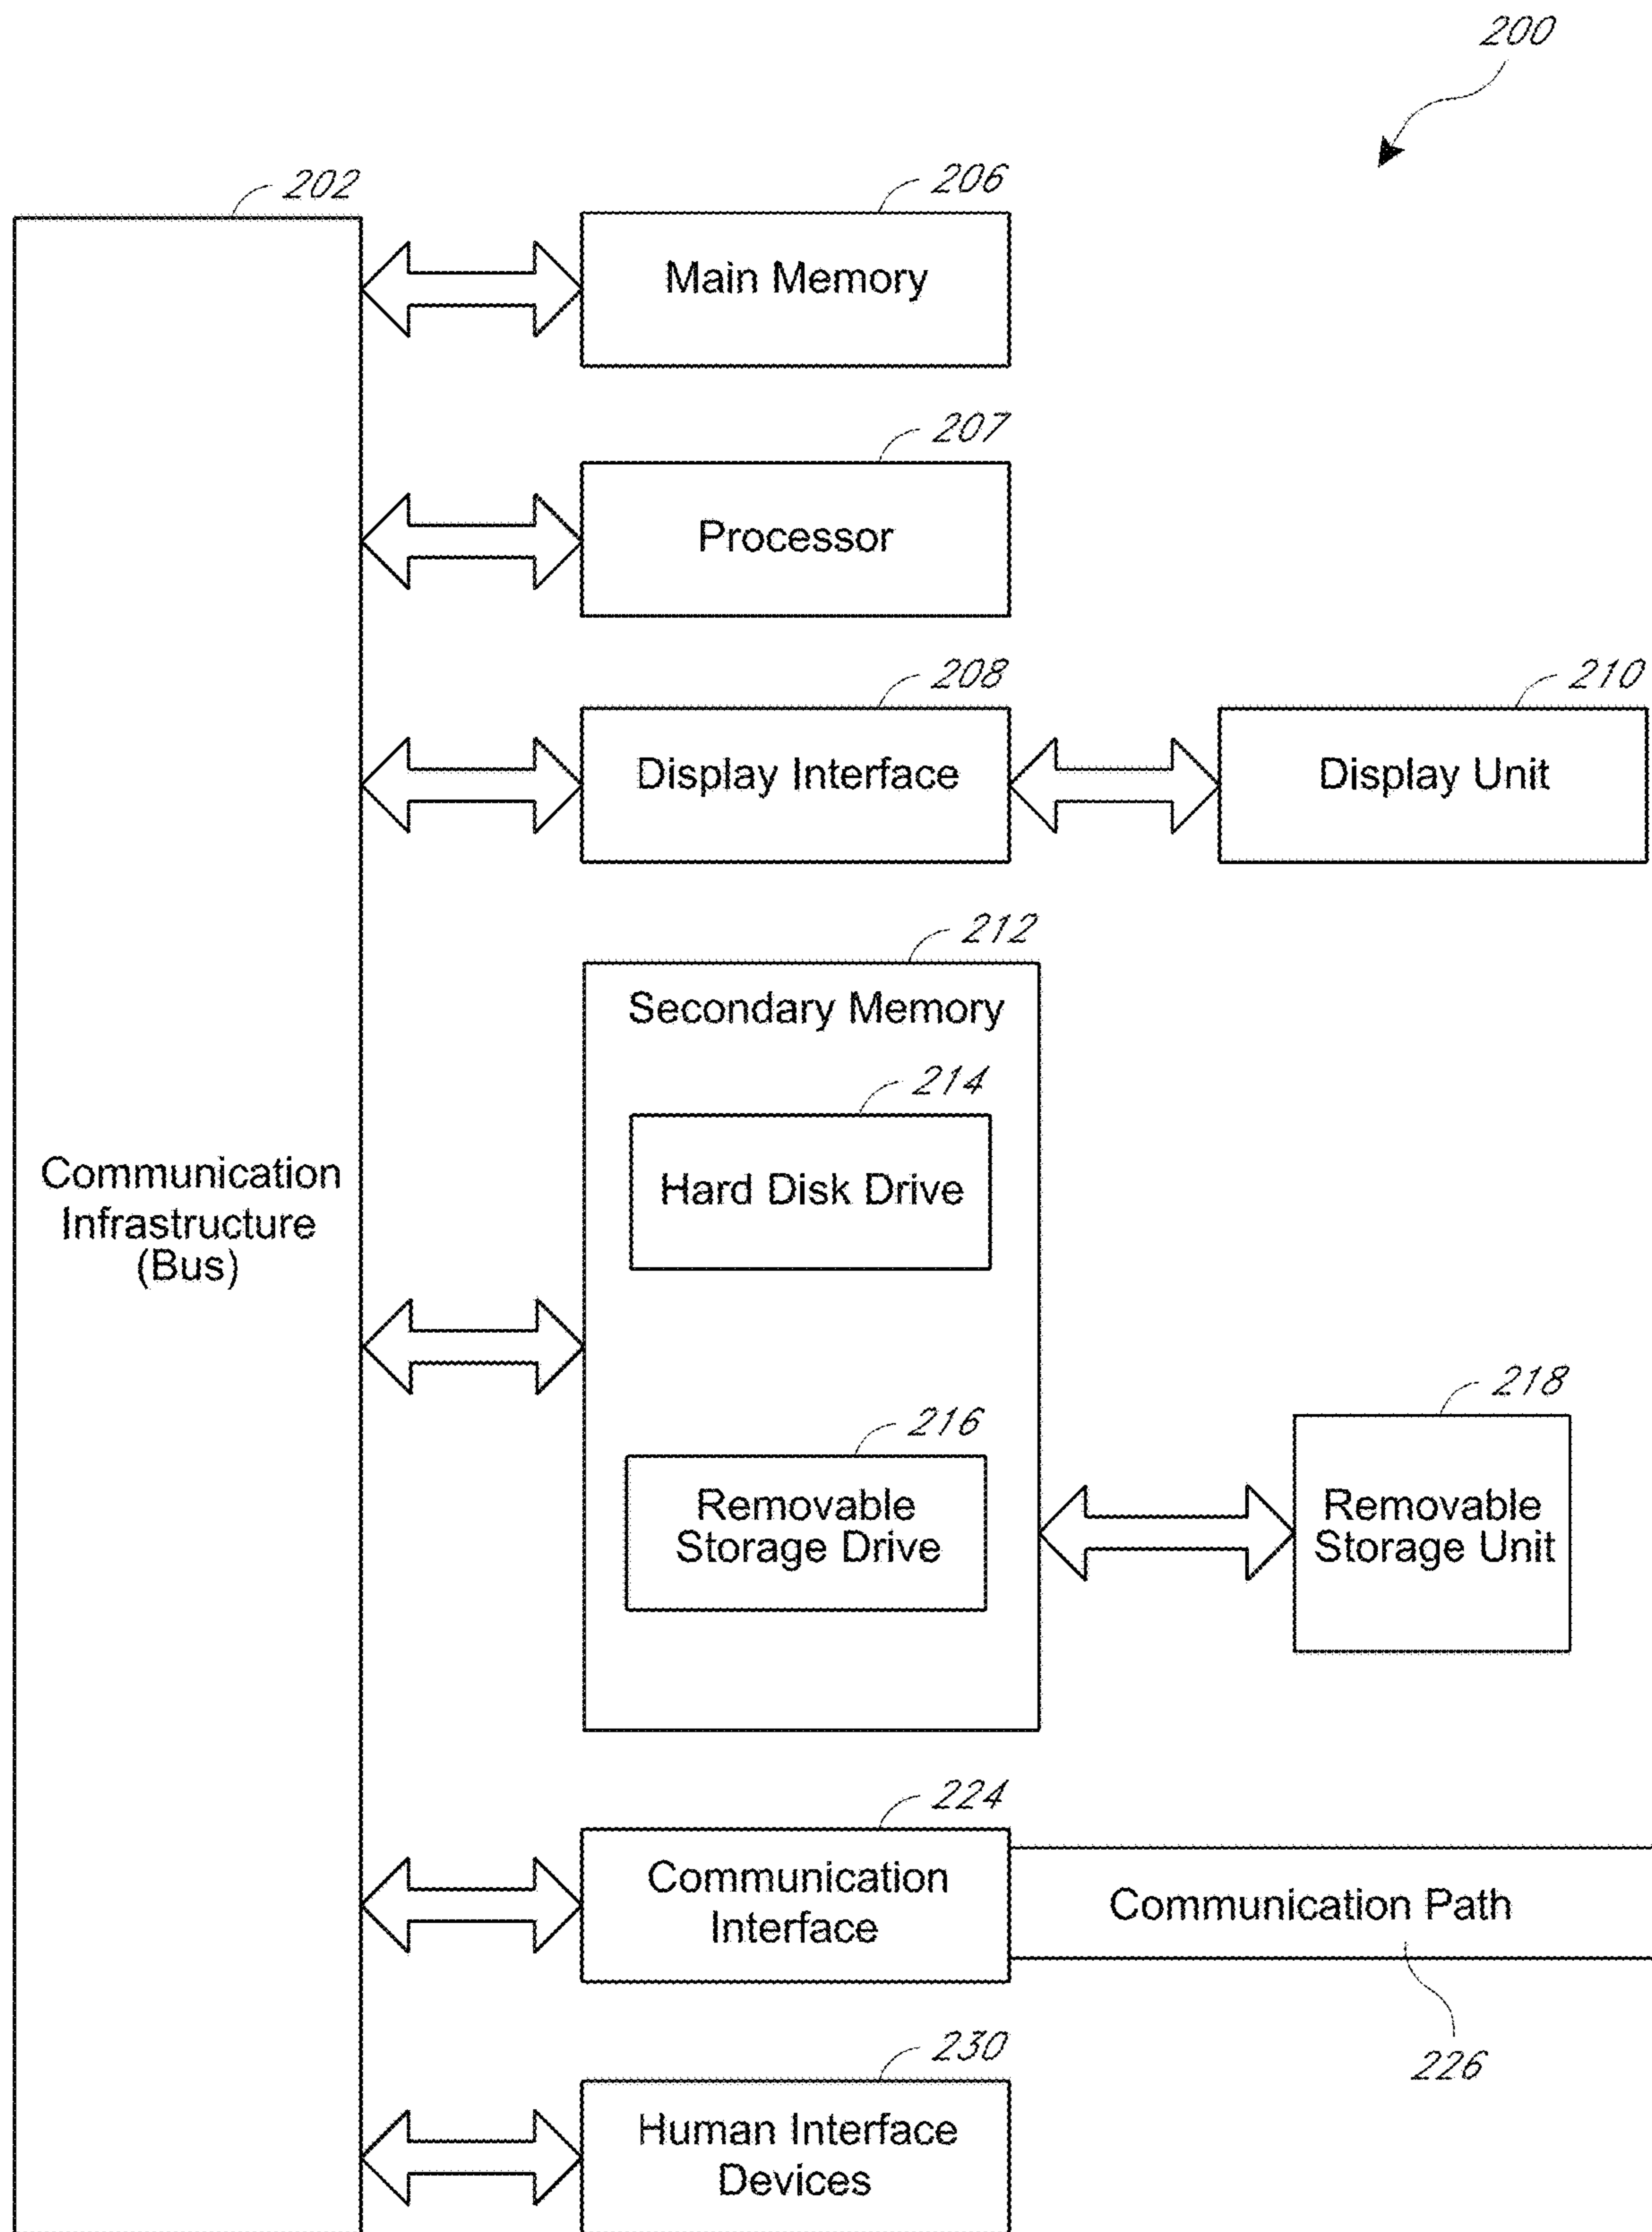 200
202
206
Main Memory
207
Processor
208
Display Interface
210
Display Unit
212
Secondary Memory
214
Hard Disk Drive
Communication
Infrastructure
(Bus)
216
Removable
Storage Drive
218
Removable
Storage Unit
224
Communication
Interface
Communication Path
226
230
Human Interface
Devices